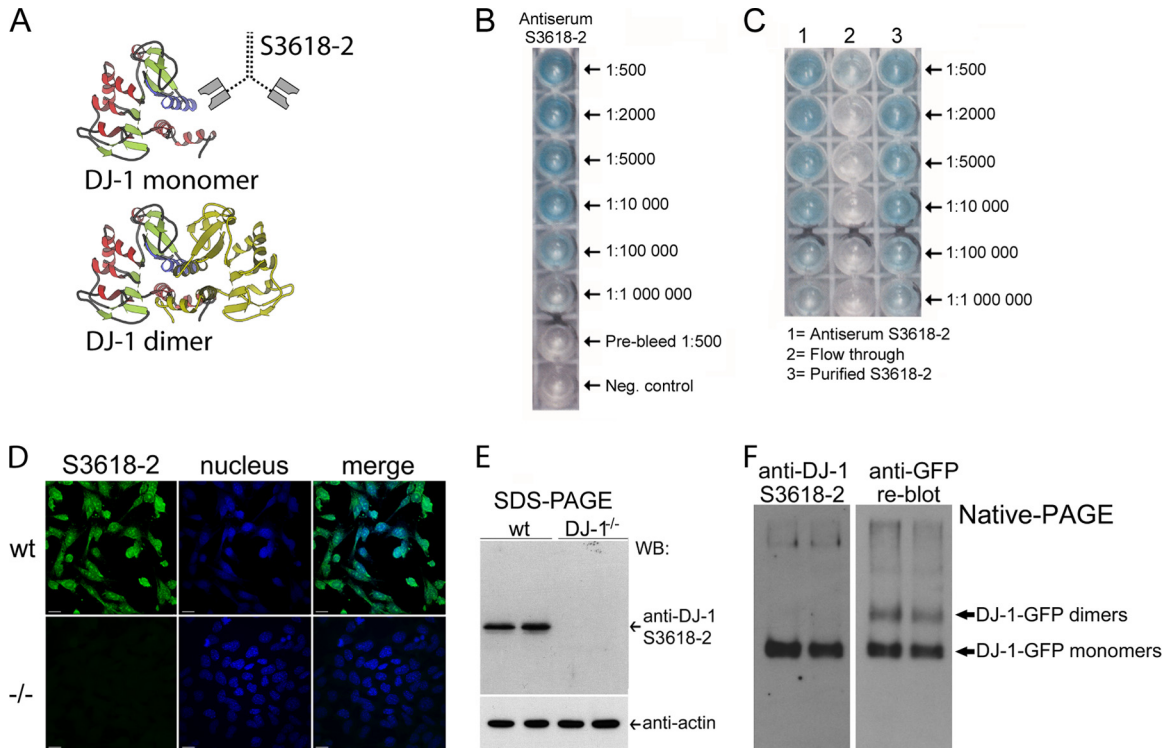 A
S3618-2
DJ-1 monomer
DJ-1 dimer
B
Antiserum
S3618-2
1:500
1:2000
1:5000
1:10 000
1:100 000
1:1 000 000
Pre-bleed 1:500
Neg. control
C
1 2 3
1:500
1:2000
1:5000
1:10 000
1:100 000
1:1 000 000
1= Antiserum S3618-2
2= Flow through
3= Purified S3618-2
D
S3618-2 nucleus merge
wt
-/-
E
SDS-PAGE
wt DJ-1-/-
WB:
anti-DJ-1
S3618-2
anti-actin
F
anti-DJ-1 anti-GFP
S3618-2 re-blot
Native-PAGE
DJ-1-GFP dimers
DJ-1-GFP monomers